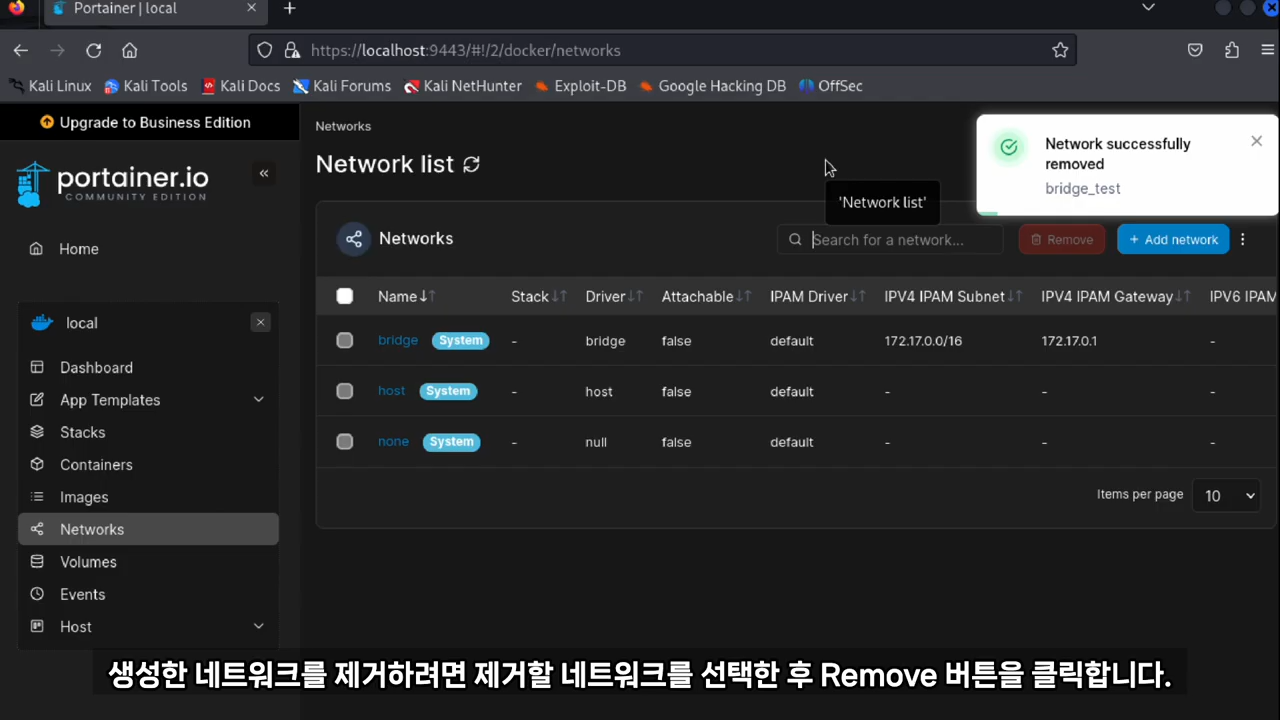 Portainer | local
https://localhost:9443/#!/2/docker/networks
Kali Linux Kali Tools Kali Docs Kali Forums Kali NetHunter Exploit-DB Google Hacking DB OffSec
Upgrade to Business Edition
portainer.io
COMMUNITY EDITION
Home
local
Dashboard
App Templates
Stacks
Containers
Images
Networks
Volumes
Events
Host
Networks
Network list
Network successfully
removed
bridge_test
'Network list'
Networks
Search for a network...
Remove
+ Add network
Name Stack Driver Attachable IPAM Driver IPV4 IPAM Subnet IPV4 IPAM Gateway IPV6 IPAM
bridge System - bridge false default 172.17.0.0/16 172.17.0.1 -
host System - host false default - - -
none System - null false default - - -
Items per page 10
생성한 네트워크를 제거하려면 제거할 네트워크를 선택한 후 Remove 버튼을 클릭합니다.